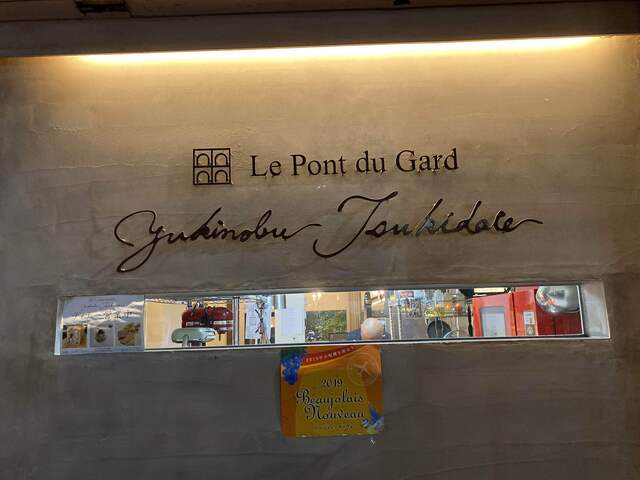 Le Pont du Gard
Yukinobu Tsukidate
2019
Beaujolais
Nouveau